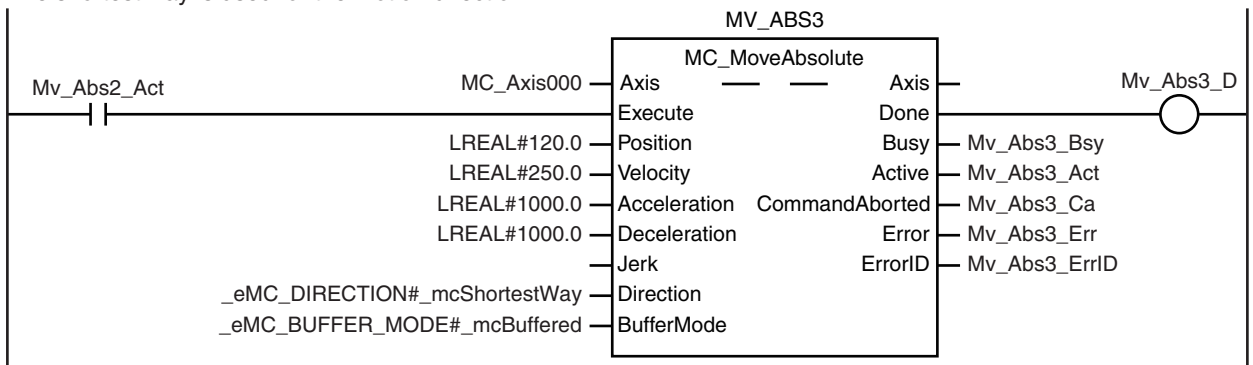 MV_ABS3
MC_MoveAbsolute
Mv_Abs2_Act
MC_Axis000 Axis Axis Mv_Abs3_D
Execute Done
LREAL#120.0 Position Busy Mv_Abs3_Bsy
LREAL#250.0 Velocity Active Mv_Abs3_Act
LREAL#1000.0 Acceleration CommandAborted Mv_Abs3_Ca
LREAL#1000.0 Deceleration Error Mv_Abs3_Err
Jerk ErrorID Mv_Abs3_ErrID
_eMC_DIRECTION#_mcShortestWay Direction
_eMC_BUFFER_MODE#_mcBuffered BufferMode